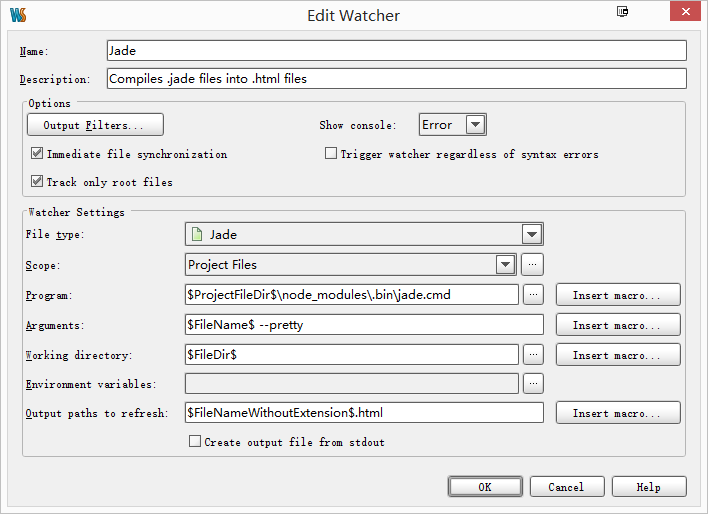 WS
Edit Watcher
Name:
Jade
Description:
Compiles .jade files into .html files
Options
Output Filters...
Show console:
Error
Immediate file synchronization
Trigger watcher regardless of syntax errors
Track only root files
Watcher Settings
File type:
Jade
Scope:
Project Files
...
Program:
$ProjectFileDir$\node_modules\.bin\jade.cmd
...
Insert macro...
Arguments:
$FileName$ --pretty
Insert macro...
Working directory:
$FileDir$
...
Insert macro...
Environment variables:
...
Output paths to refresh:
$FileNameWithoutExtension$.html
Insert macro...
Create output file from stdout
OK
Cancel
Help